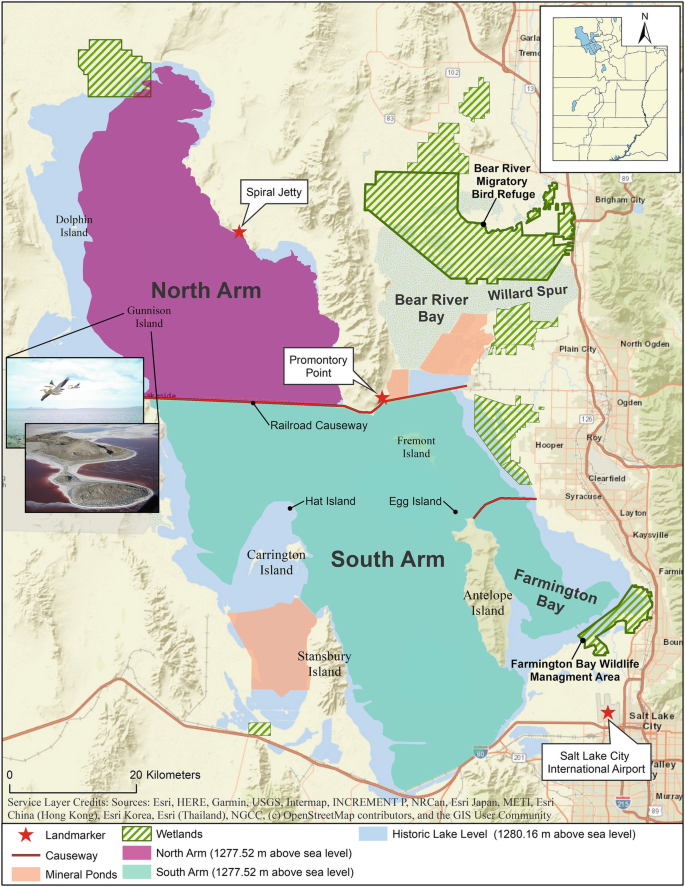 N
Garla
Tremo
102
13
83
89
Brigham City
Bear River
Migratory
Bird Refuge
Spiral Jetty
Dolphin
Island
North Arm
Gunnison
Island
Bear River
Bay
Willard Spur
Promontory
Point
Plain City
North Ogden
Lakeside
Railroad Causeway
Fremont
Island
Ogden
126
Hooper
Roy
Clearfield
Syracuse
Hat Island
Egg Island
Layton
Kaysville
South Arm
Carrington
Island
Antelope
Island
Farmington
Bay
Farmin
Stansbury
Island
Boun
Farmington Bay Wildlife
Managment Area
89
Salt Lake
City
80
201
Salt Lake City
International Airport
Valley
City
215
Murray
0 20 Kilometers
Service Layer Credits: Sources: Esri, HERE, Garmin, USGS, Intermap, INCREMENT P, NRCan, Esri Japan, METI, Esri
China (Hong Kong), Esri Korea, Esri (Thailand), NGCC, (c) OpenStreetMap contributors, and the GIS User Community
Landmarker
Wetlands
Historic Lake Level (1280.16 m above sea level)
Causeway
North Arm (1277.52 m above sea level)
Mineral Ponds
South Arm (1277.52 m above sea level)